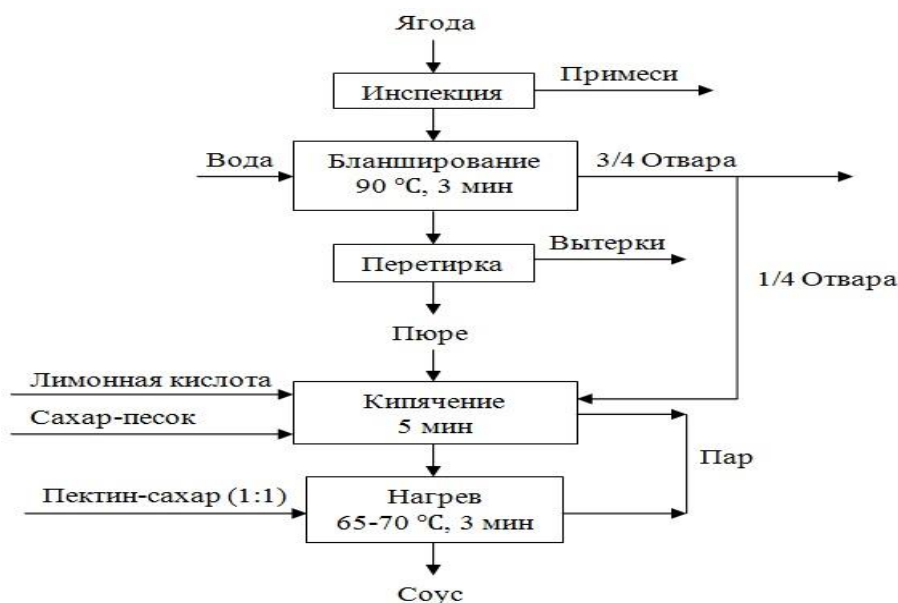 Ягода
Инспекция
Примеси
Вода
Бланширование
90 °С, 3 мин
3/4 Отвара
Перетирка
Вытерки
1/4 Отвара
Пюре
Лимонная кислота
Сахар-песок
Кипячение
5 мин
Пар
Пектин-сахар (1:1)
Нагрев
65-70 °С, 3 мин
Соус